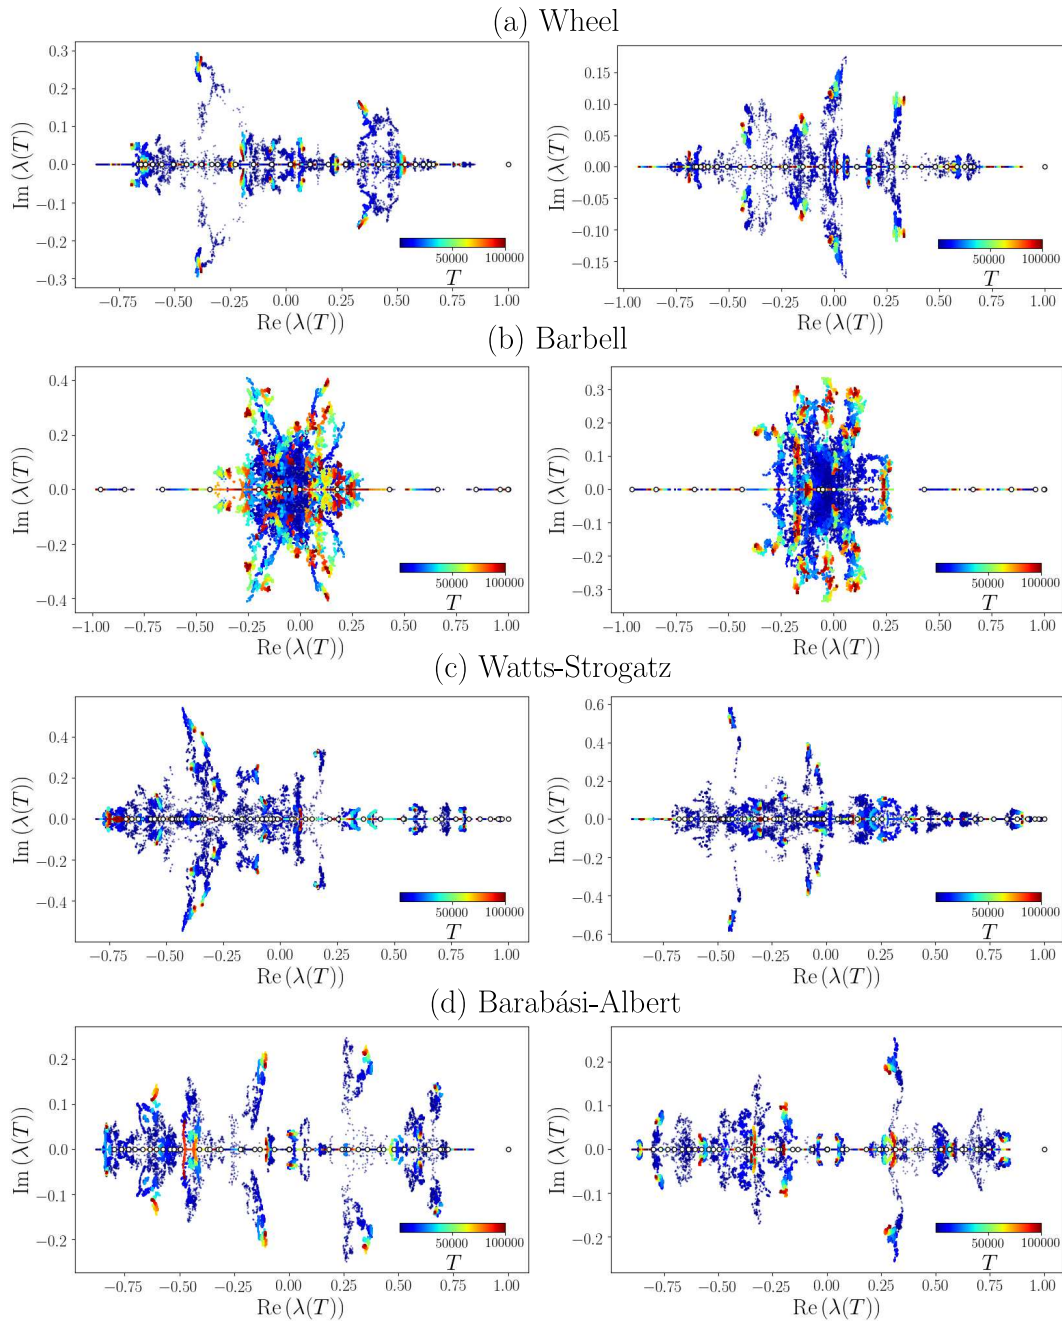 (a) Wheel
0.3
0.2
0.1
0.0
−0.1
−0.2
−0.3
Im (λ(T))
50000 100000
T
−0.75 −0.50 −0.25 0.00 0.25 0.50 0.75 1.00
Re (λ(T))
0.15
0.10
0.05
0.00
−0.05
−0.10
−0.15
Im (λ(T))
50000 100000
T
−1.00 −0.75 −0.50 −0.25 0.00 0.25 0.50 0.75 1.00
Re (λ(T))
(b) Barbell
0.4
0.2
0.0
−0.2
−0.4
Im (λ(T))
50000 100000
T
−1.00 −0.75 −0.50 −0.25 0.00 0.25 0.50 0.75 1.00
Re (λ(T))
0.3
0.2
0.1
0.0
−0.1
−0.2
−0.3
Im (λ(T))
50000 100000
T
−1.00 −0.75 −0.50 −0.25 0.00 0.25 0.50 0.75 1.00
Re (λ(T))
(c) Watts-Strogatz
0.4
0.2
0.0
−0.2
−0.4
Im (λ(T))
50000 100000
T
−0.75 −0.50 −0.25 0.00 0.25 0.50 0.75 1.00
Re (λ(T))
0.6
0.4
0.2
0.0
−0.2
−0.4
−0.6
Im (λ(T))
50000 100000
T
−0.75 −0.50 −0.25 0.00 0.25 0.50 0.75 1.00
Re (λ(T))
(d) Barabási-Albert
0.2
0.1
0.0
−0.1
−0.2
Im (λ(T))
50000 100000
T
−0.75 −0.50 −0.25 0.00 0.25 0.50 0.75 1.00
Re (λ(T))
0.2
0.1
0.0
−0.1
−0.2
Im (λ(T))
50000 100000
T
−0.75 −0.50 −0.25 0.00 0.25 0.50 0.75 1.00
Re (λ(T))